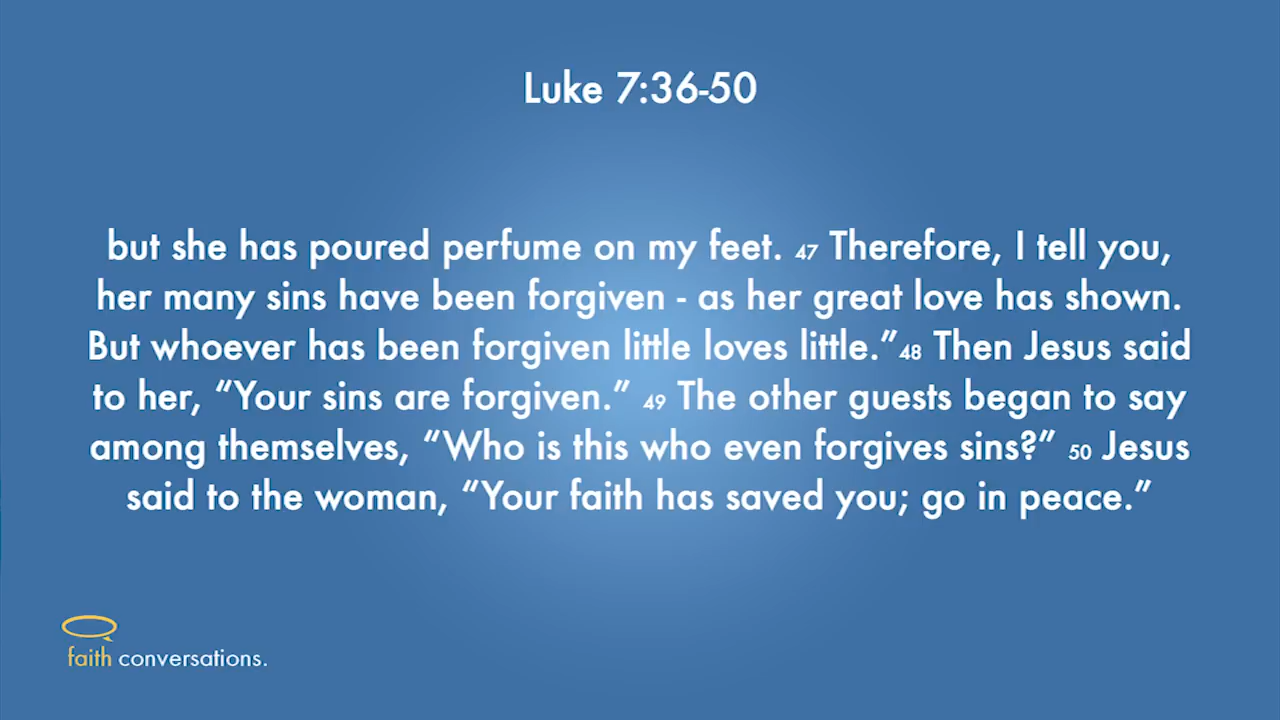 Luke 7:36-50
but she has poured perfume on my feet. 47 Therefore, I tell you,
her many sins have been forgiven - as her great love has shown.
But whoever has been forgiven little loves little.”48 Then Jesus said
to her, “Your sins are forgiven.” 49 The other guests began to say
among themselves, “Who is this who even forgives sins?” 50 Jesus
said to the woman, “Your faith has saved you; go in peace.”
faith conversations.